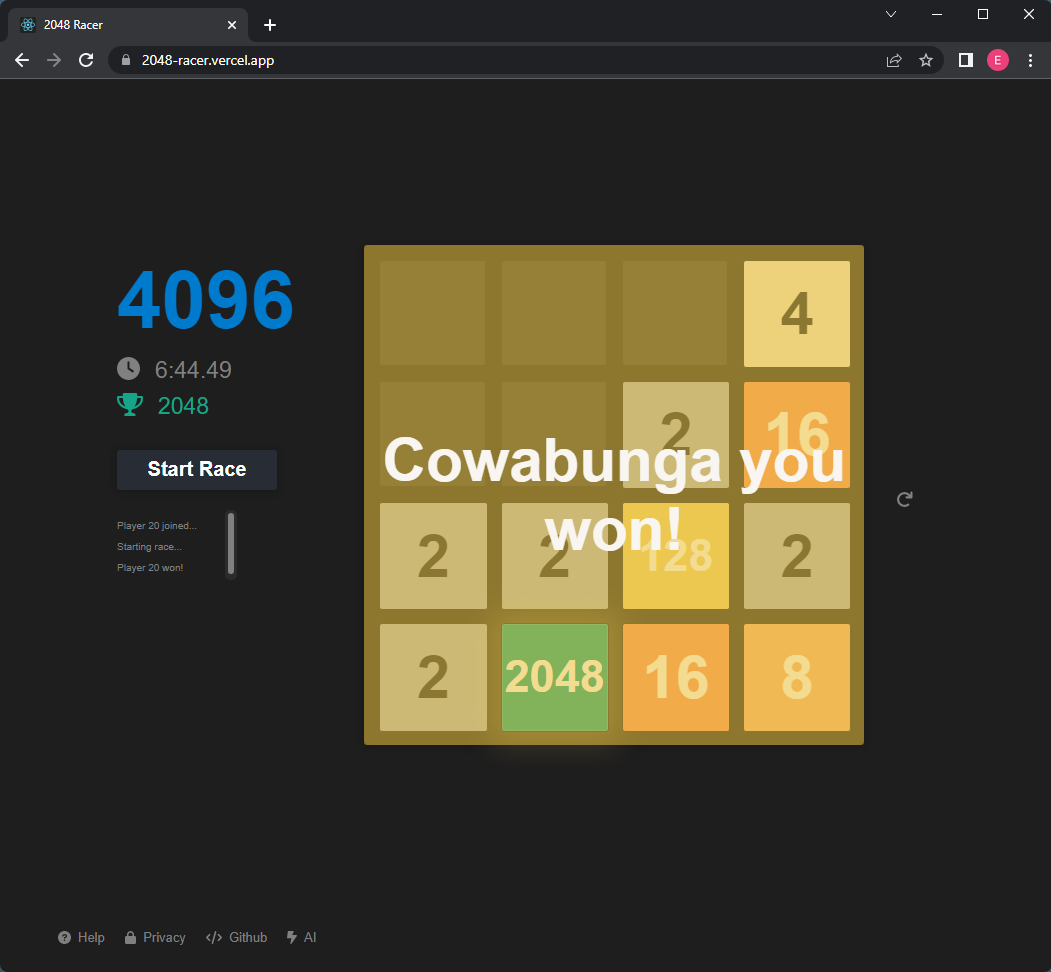 2048 Racer
2048-racer.vercel.app
E
4096
6:44.49
2048
Start Race
Player 20 joined...
Starting race...
Player 20 won!
4
2 16
Cowabunga you
won!
2 2 128 2
2 2048 16 8
Help Privacy Github AI